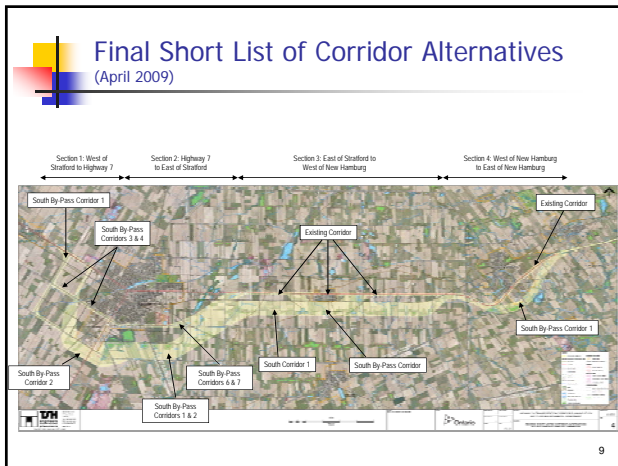 Final Short List of Corridor Alternatives
(April 2009)
Section 1: West of
Stratford to Highway 7
Section 2: Highway 7
to East of Stratford
Section 3: East of Stratford to
West of New Hamburg
Section 4: West of New Hamburg
to East of New Hamburg
South By-Pass Corridor 1
South By-Pass
Corridors 3 & 4
Existing Corridor
Existing Corridor
South By-Pass Corridor 1
South Corridor 1
South By-Pass Corridor
South By-Pass
Corridors 6 & 7
South By-Pass
Corridor 2
South By-Pass
Corridors 1 & 2
TSH
Ontario
4
9